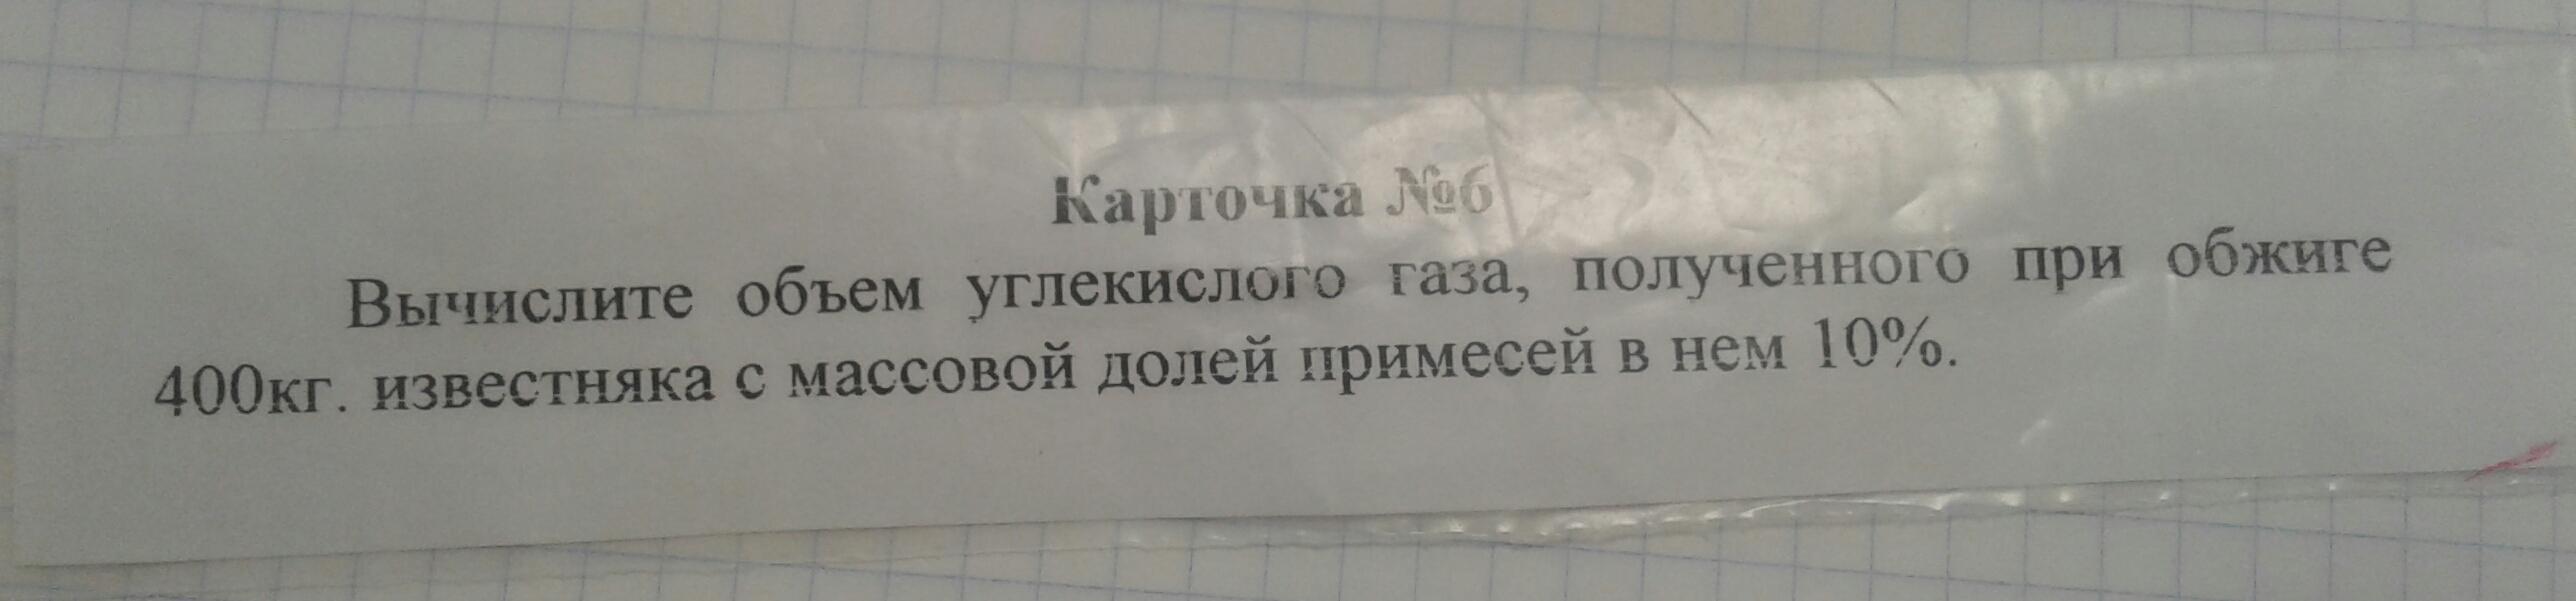 Карточка №6
Вычислите объем углекислого газа, полученного при обжиге
400кг. известняка с массовой долей примесей в нем 10%.